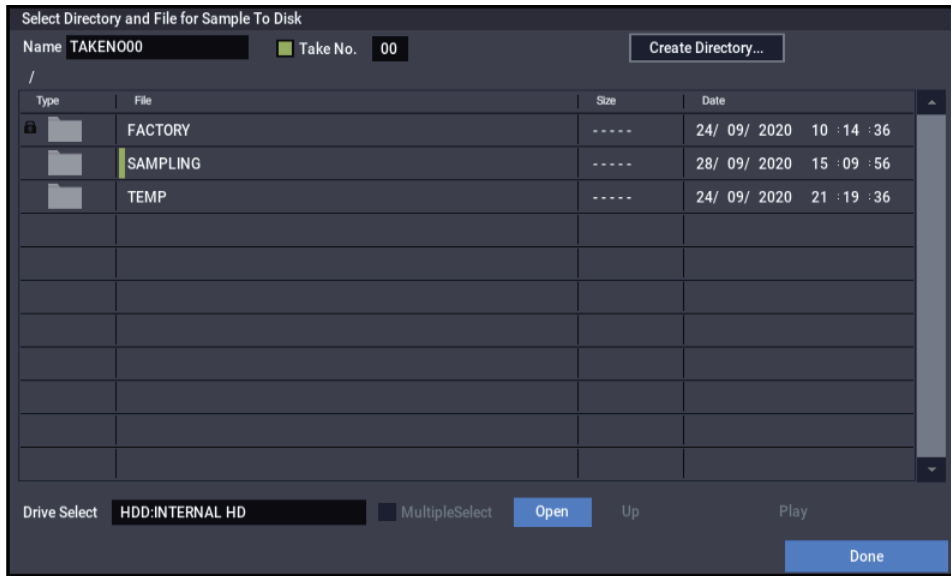 Select Directory and File for Sample To Disk
Name TAKENO00 Take No. 00 Create Directory...
/
Type File Size Date
FACTORY ----- 24/ 09/ 2020 10 :14 :36
SAMPLING ----- 28/ 09/ 2020 15 :09 :56
TEMP ----- 24/ 09/ 2020 21 :19 :36
Drive Select HDD:INTERNAL HD MultipleSelect Open Up Play
Done